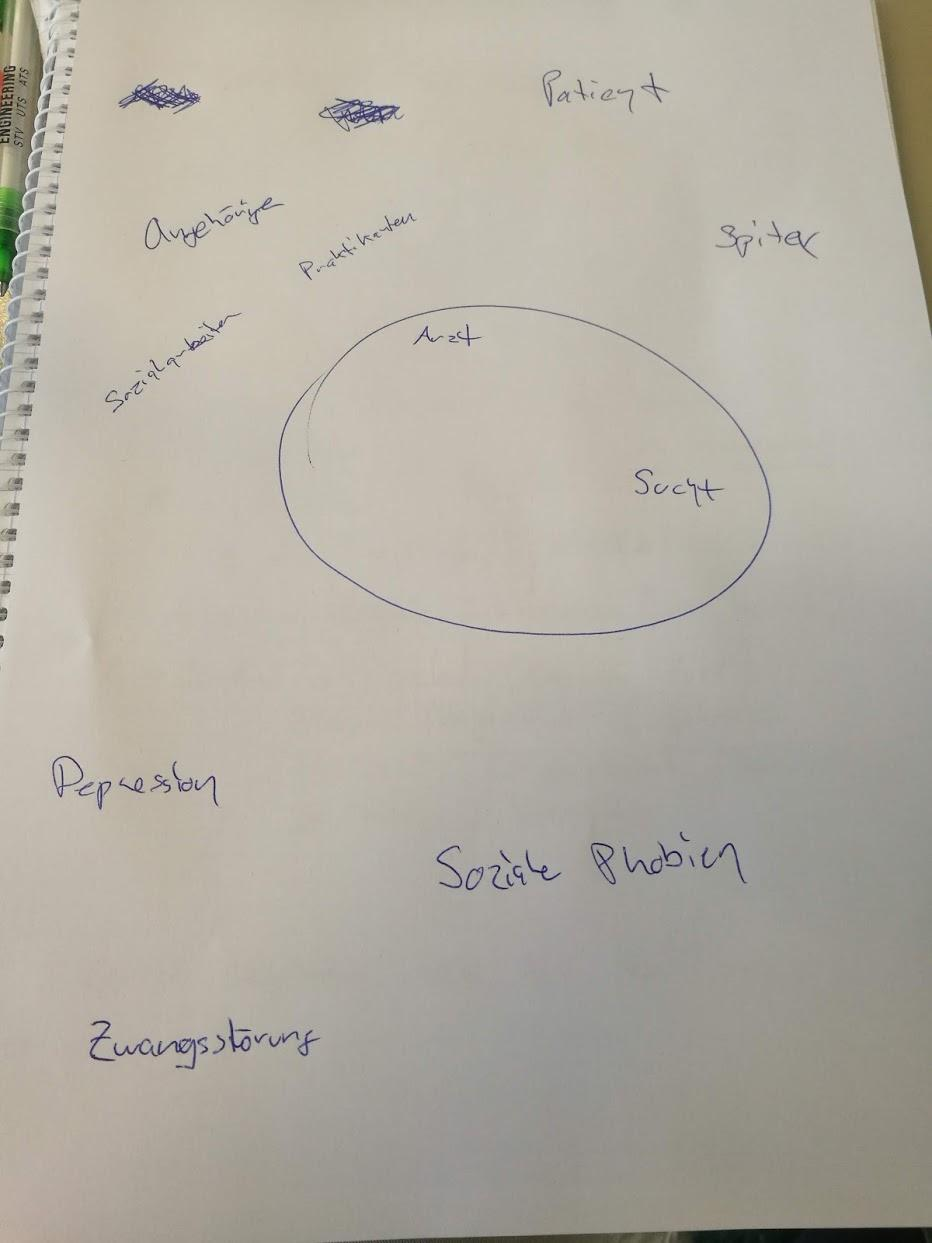 Patient
Angehörige
Praktikanten
Spitex
Sozialarbeiter
Arzt
Sucht
Depression
Soziale Phobien
Zwangsstörung
ENGINEERING
STV UTS ATS